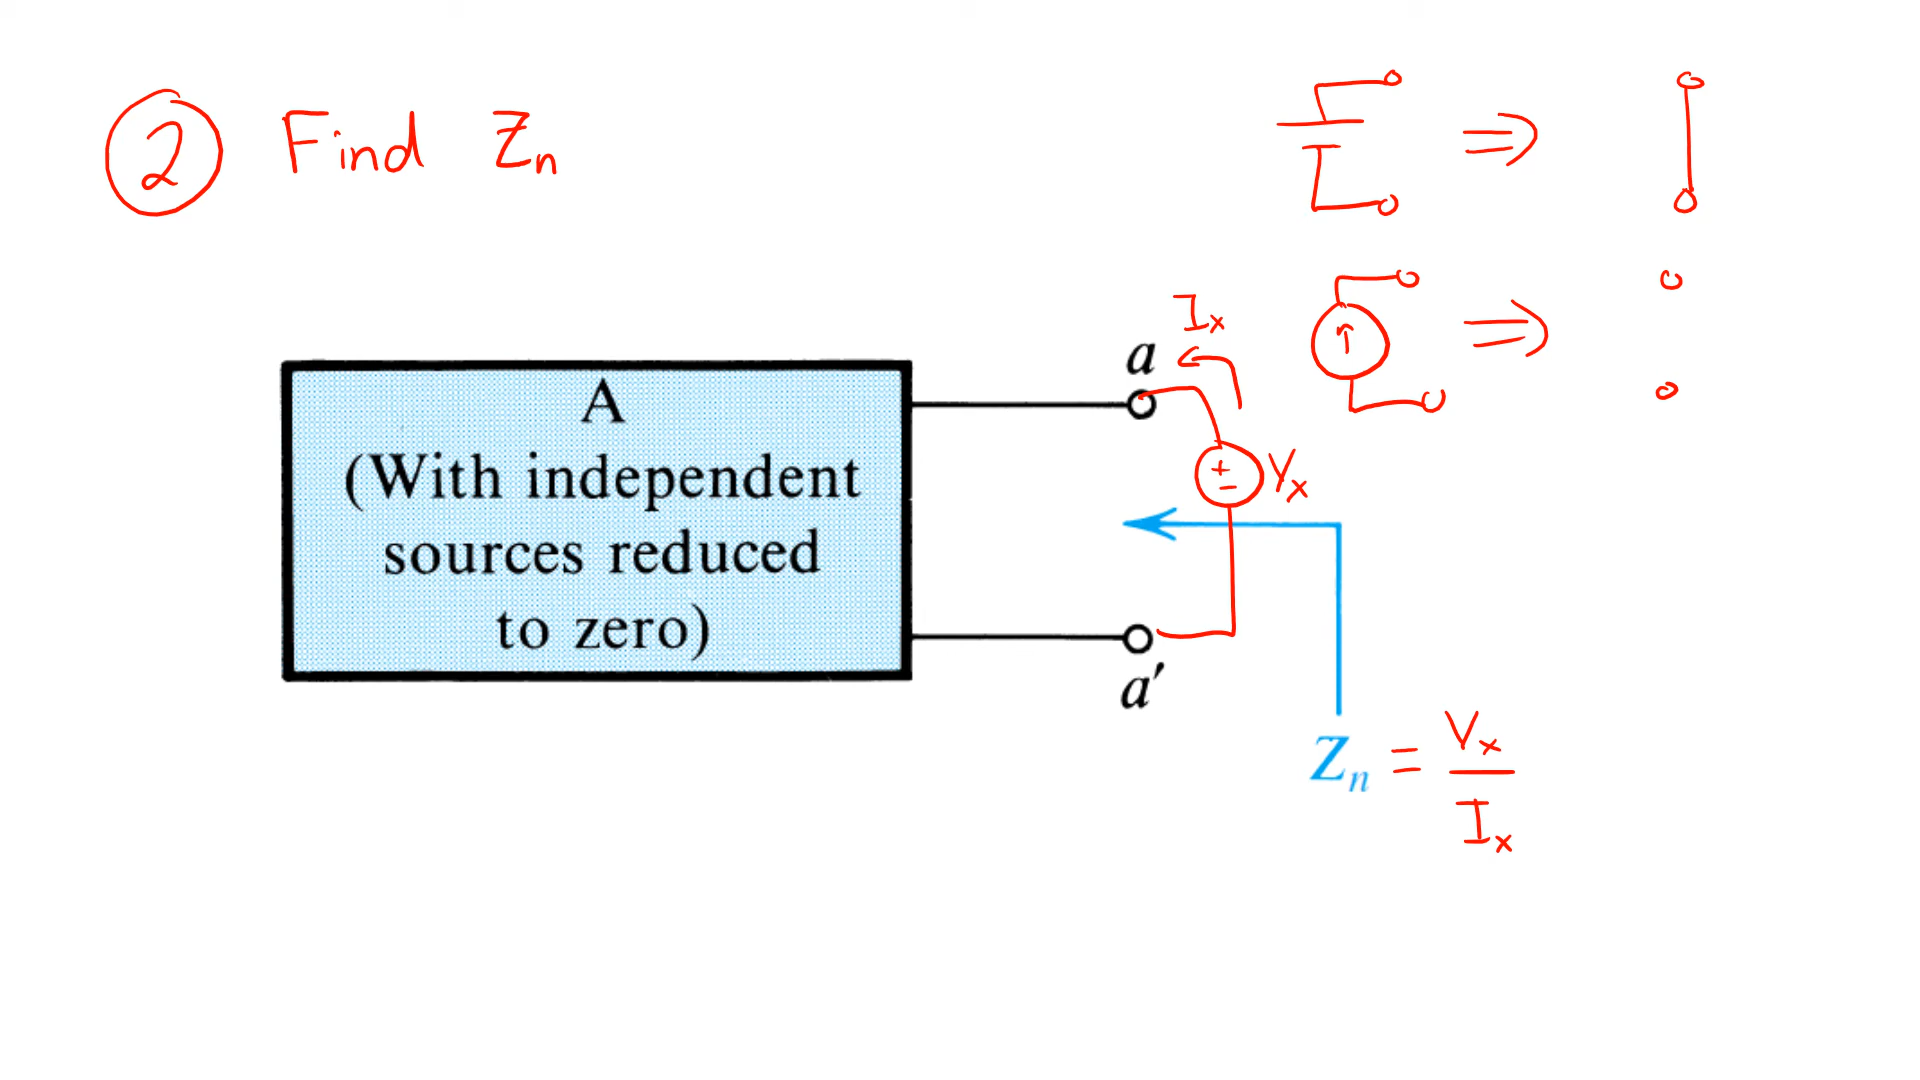 2 Find Zn
Ix
a
A
(With independent
sources reduced
to zero)
+
-
Vx
a′
Zn = Vx
Ix